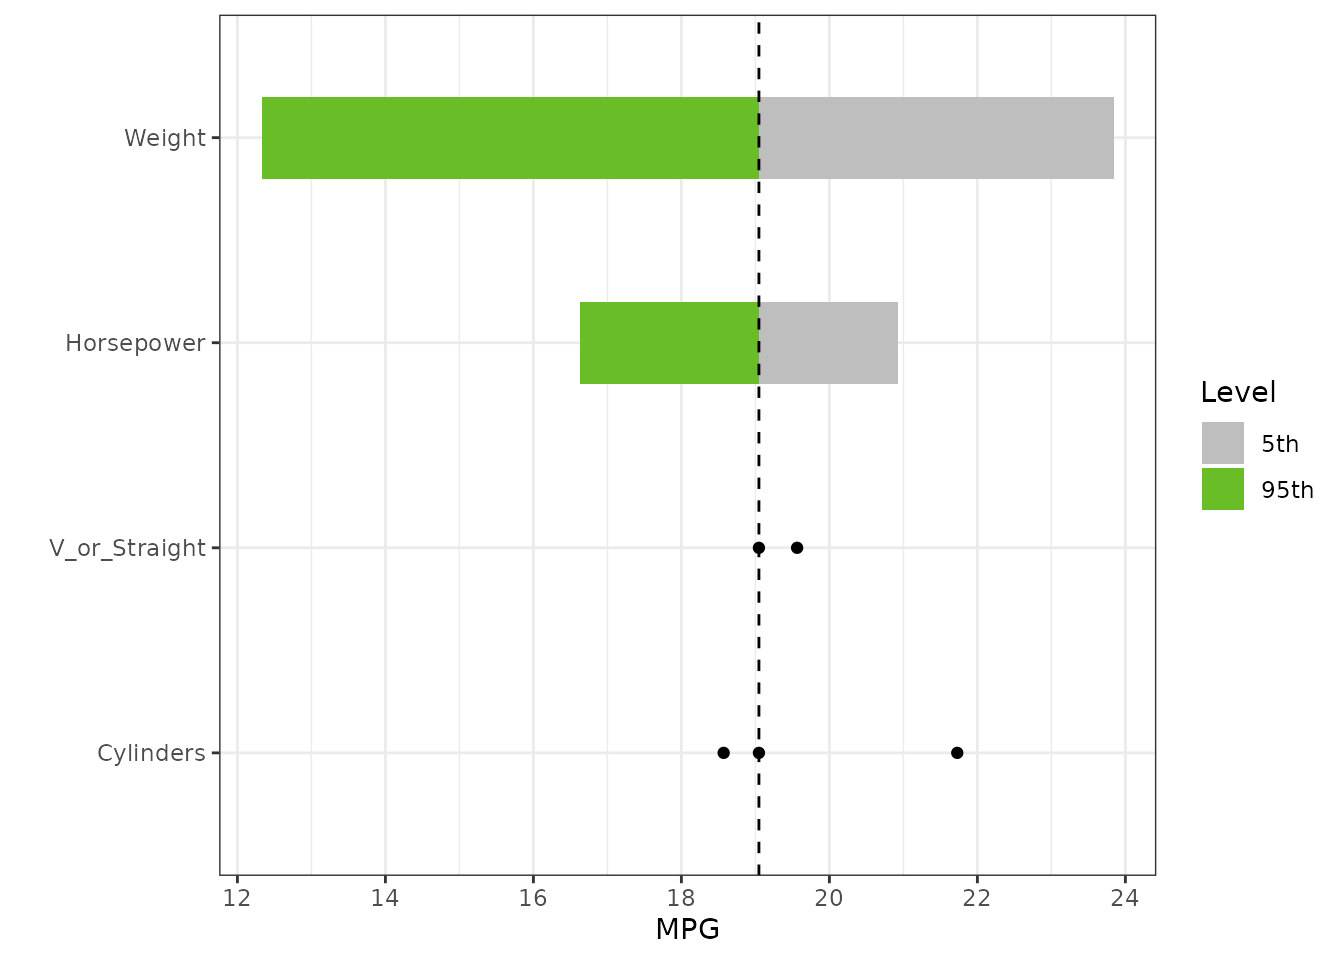 Weight
Horsepower
V_or_Straight
Cylinders
12 14 16 18 20 22 24
MPG
Level
5th
95th